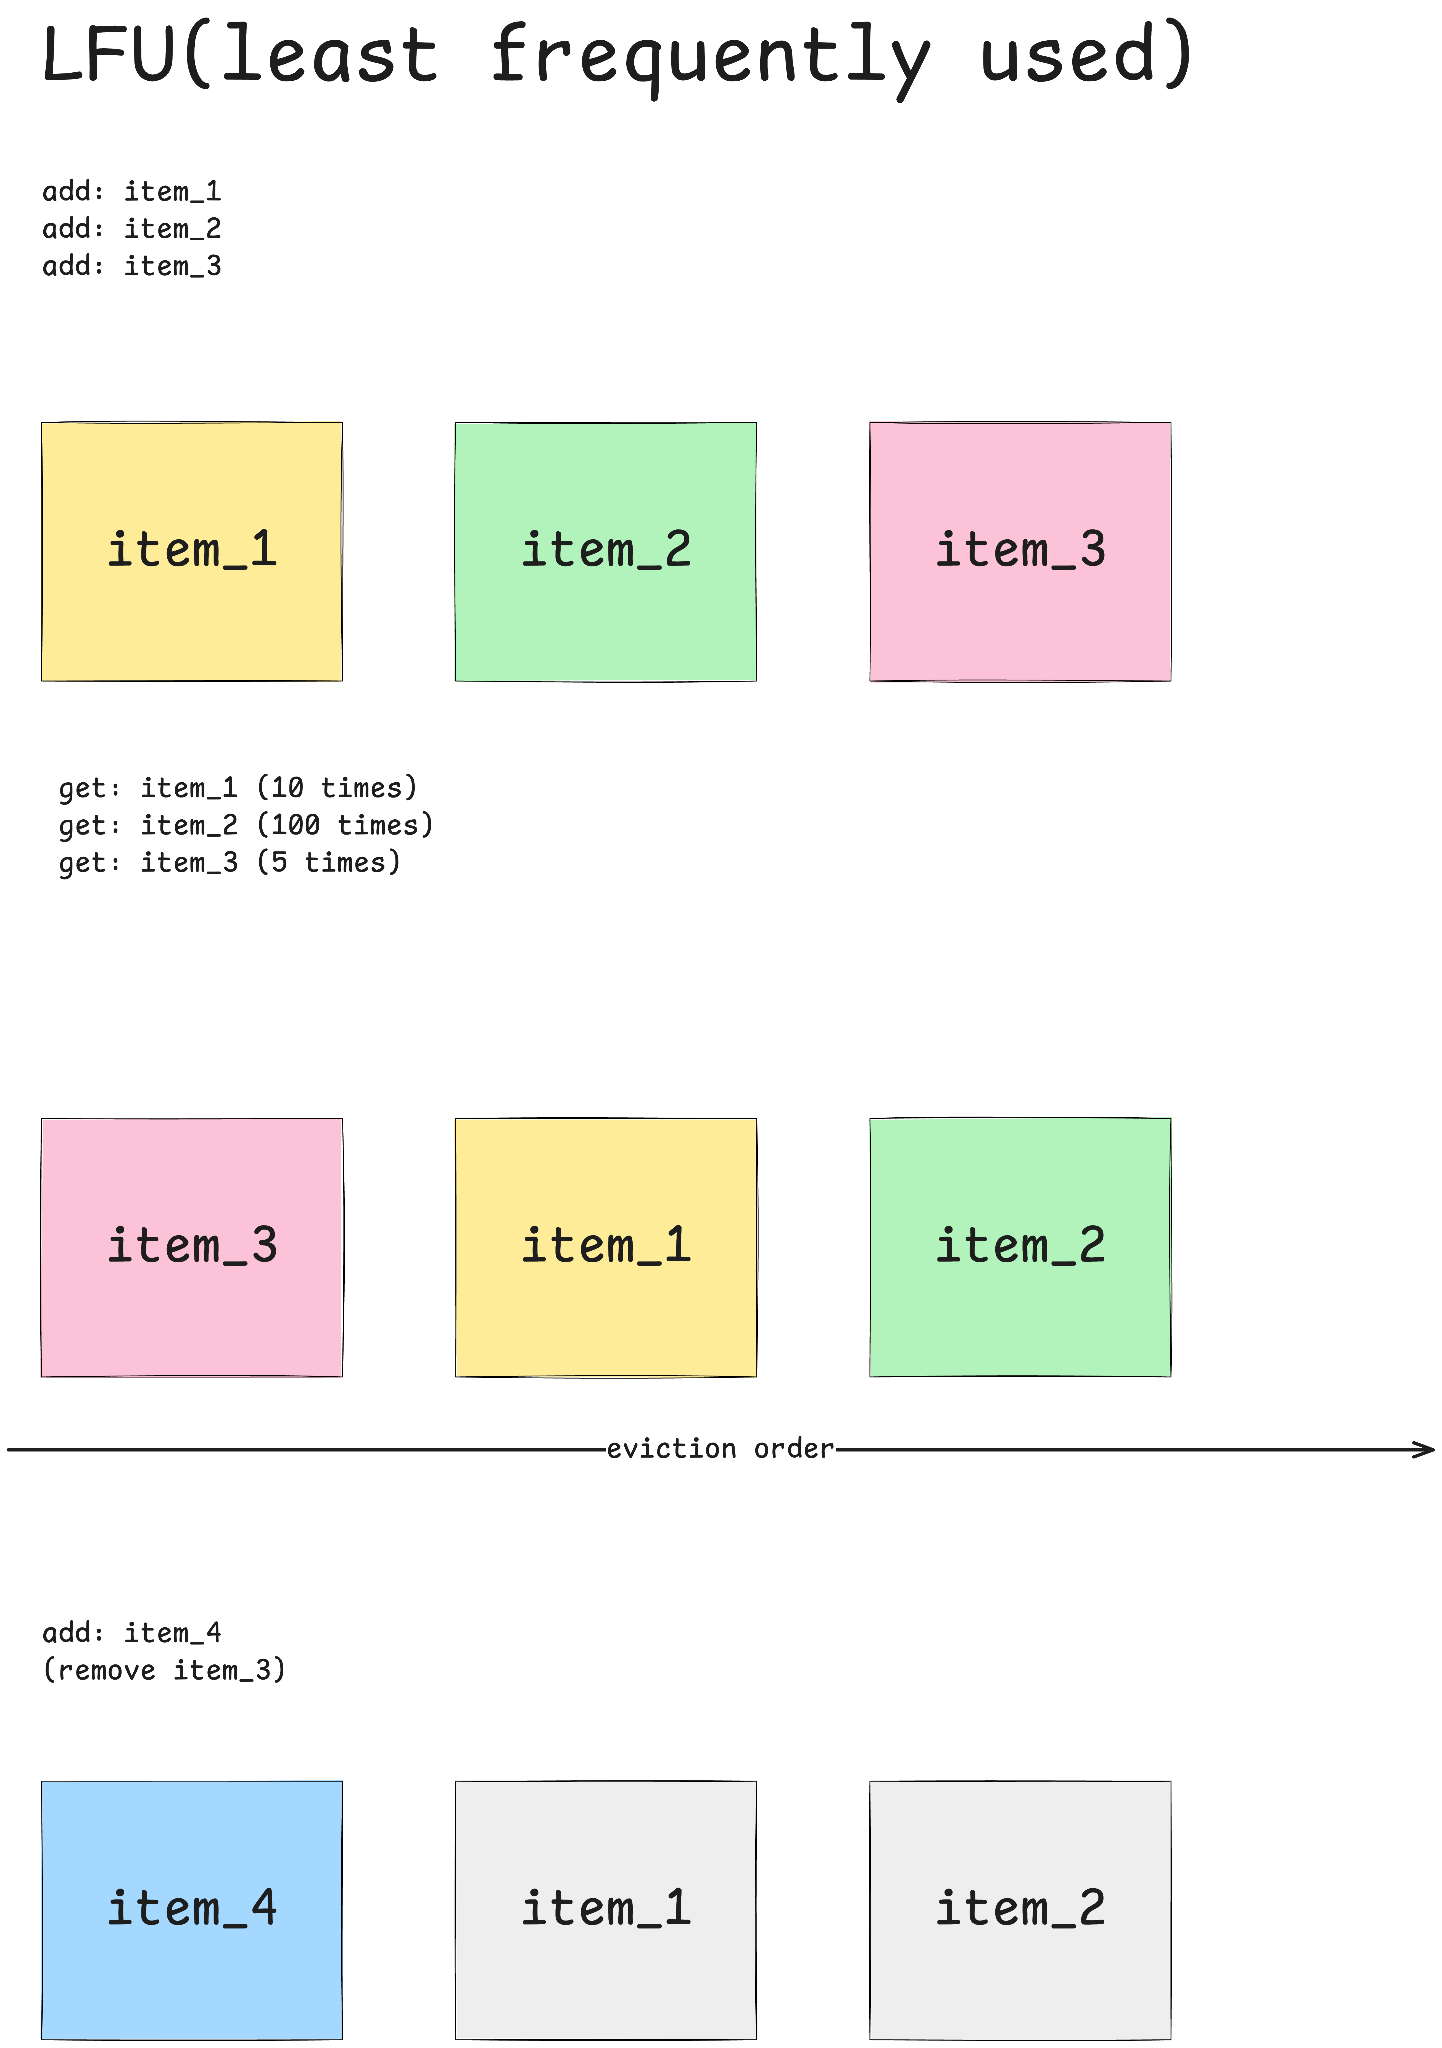 LFU(least frequently used)
add: item_1
add: item_2
add: item_3
item_1
item_2
item_3
get: item_1 (10 times)
get: item_2 (100 times)
get: item_3 (5 times)
item_3
item_1
item_2
eviction order
add: item_4
(remove item_3)
item_4
item_1
item_2